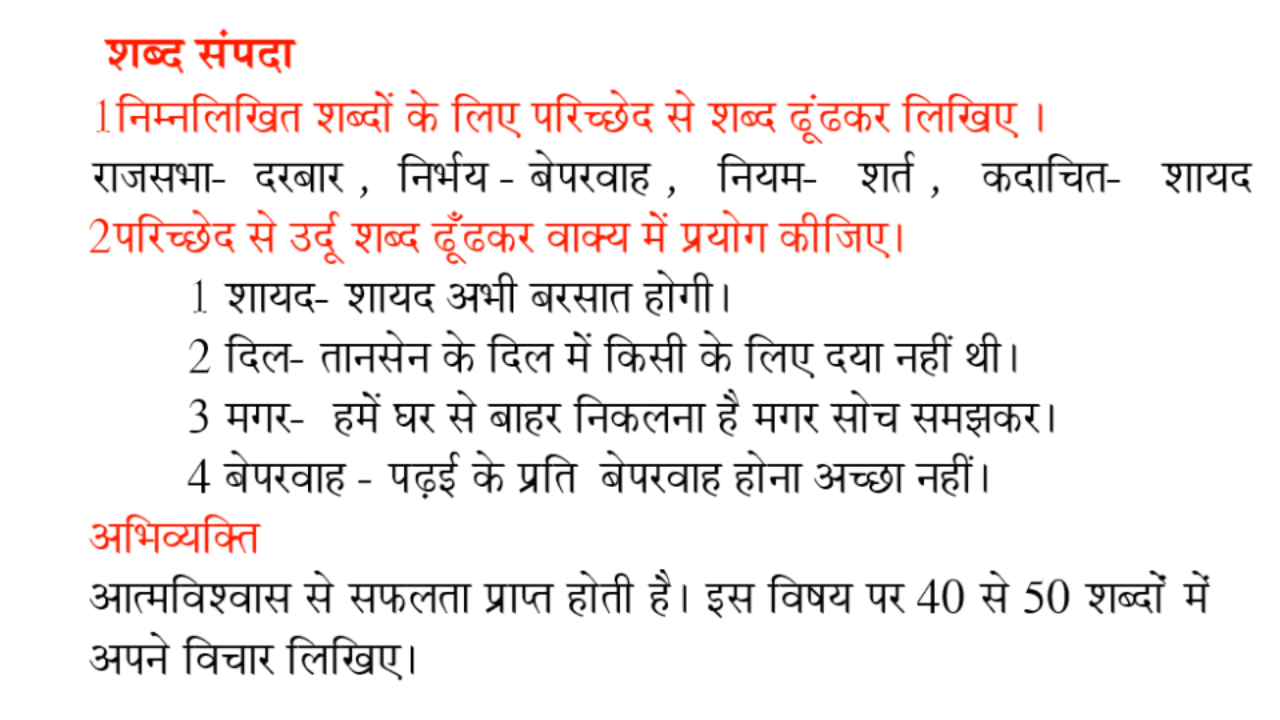 शब्द संपदा
1निम्नलिखित शब्दों के लिए परिच्छेद से शब्द ढूंढकर लिखिए ।
राजसभा- दरबार , निर्भय - बेपरवाह , नियम- शर्त , कदाचित- शायद
2परिच्छेद से उर्दू शब्द ढूँढकर वाक्य में प्रयोग कीजिए।
1 शायद- शायद अभी बरसात होगी।
2 दिल- तानसेन के दिल में किसी के लिए दया नहीं थी।
3 मगर- हमें घर से बाहर निकलना है मगर सोच समझकर।
4 बेपरवाह - पढ़ई के प्रति बेपरवाह होना अच्छा नहीं।
अभिव्यक्ति
आत्मविश्वास से सफलता प्राप्त होती है। इस विषय पर 40 से 50 शब्दों में
अपने विचार लिखिए।